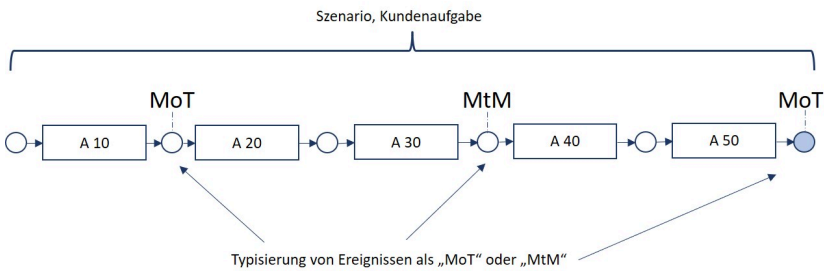 Szenario, Kundenaufgabe
MoT
MtM
MoT
A 10
A 20
A 30
A 40
A 50
Typisierung von Ereignissen als „MoT“ oder „MtM“